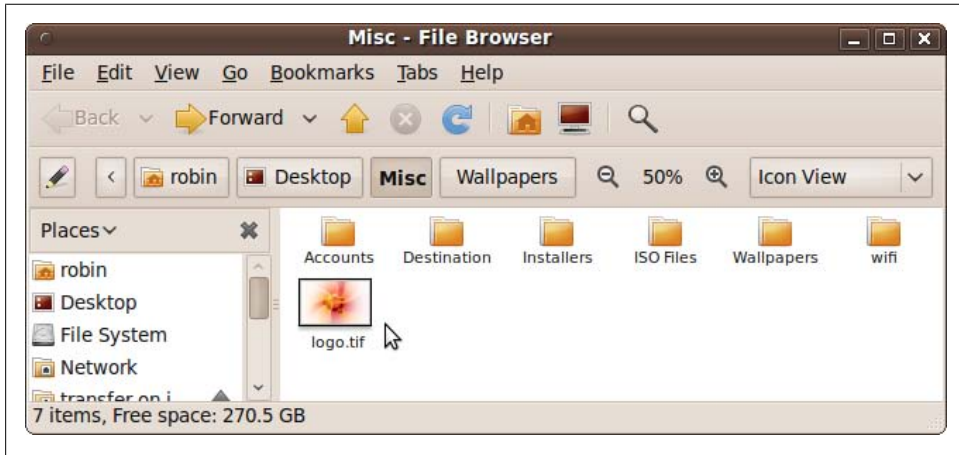 Misc - File Browser
File Edit View Go Bookmarks Tabs Help
Back Forward
robin Desktop Misc Wallpapers 50% Icon View
Places
Accounts Destination Installers ISO Files Wallpapers wifi
robin
Desktop
logo.tif
File System
Network
7 items, Free space: 270.5 GB